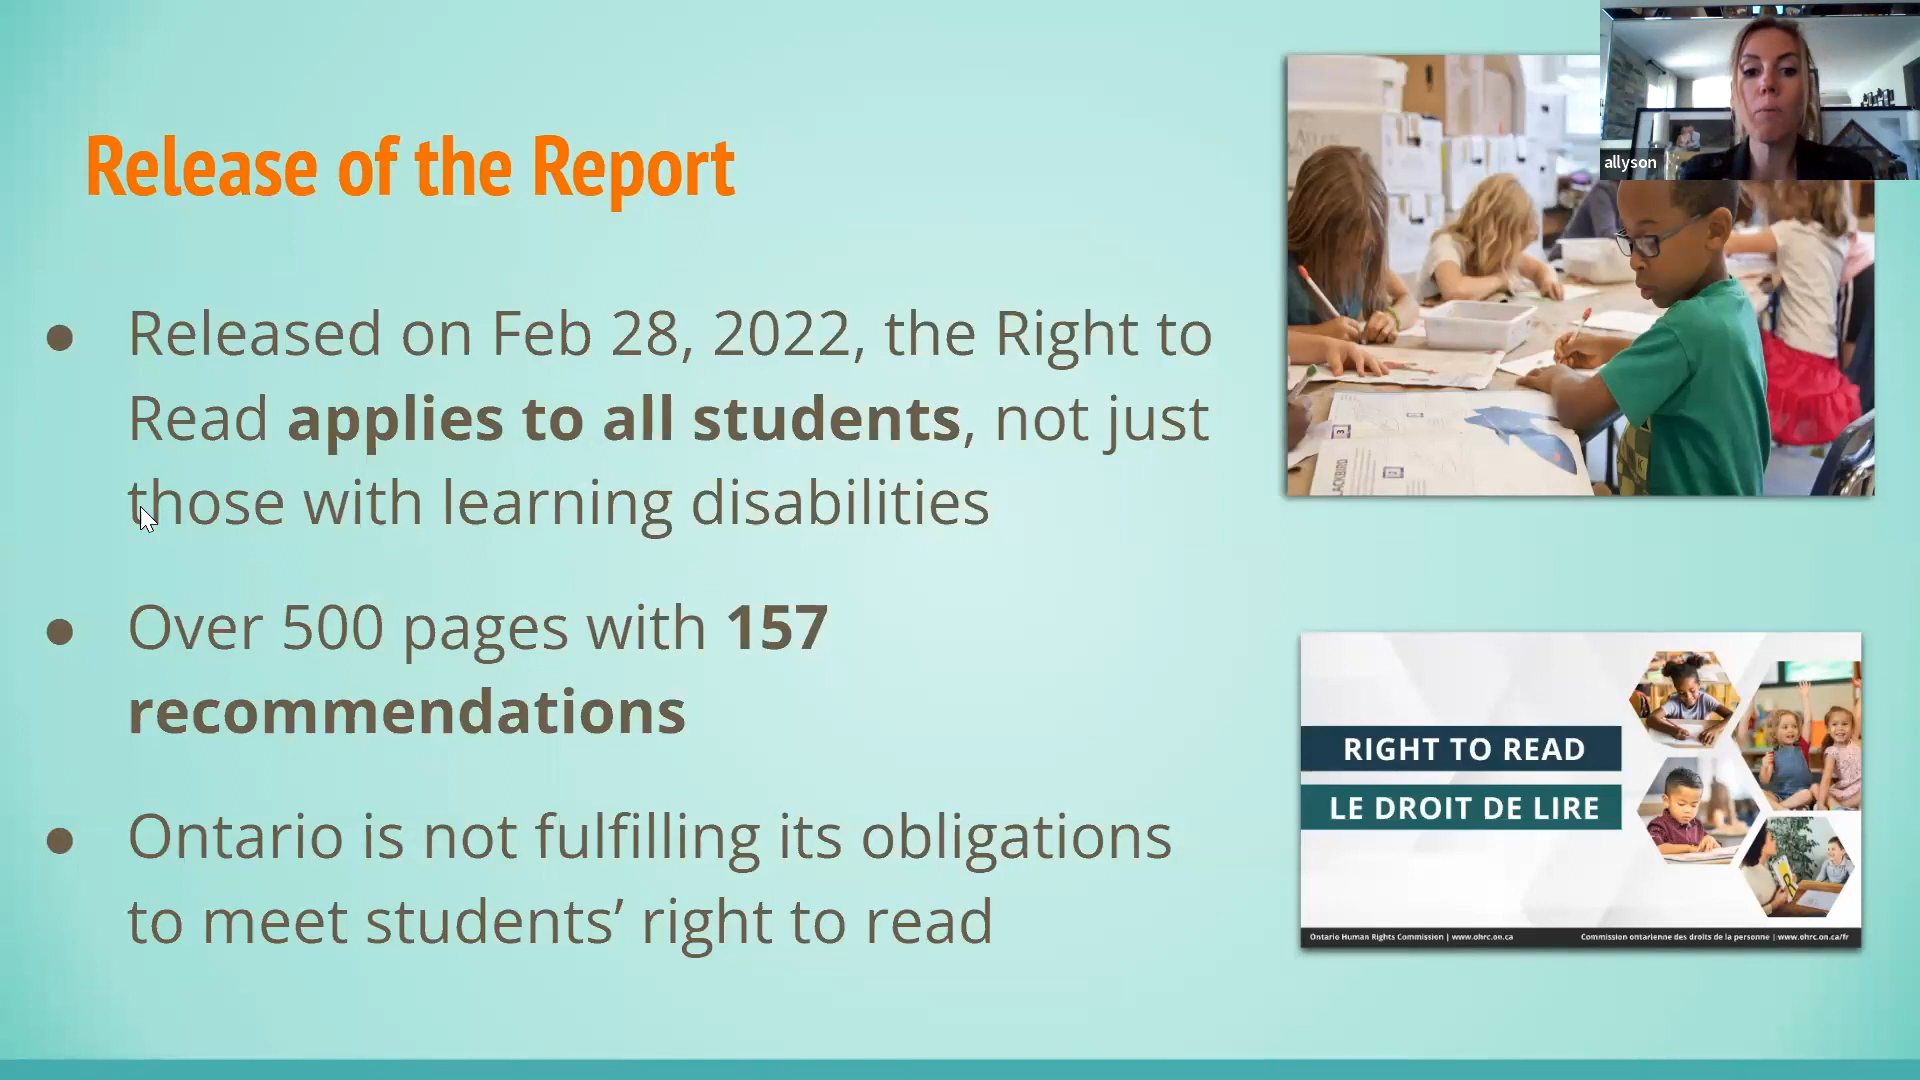 allyson
Release of the Report
● Released on Feb 28, 2022, the Right to
Read applies to all students, not just
those with learning disabilities
● Over 500 pages with 157
recommendations
● Ontario is not fulfilling its obligations
to meet students’ right to read
RIGHT TO READ
LE DROIT DE LIRE
Ontario Human Rights Commission | www.ohrc.on.ca
Commission ontarienne des droits de la personne | www.ohrc.on.ca/fr